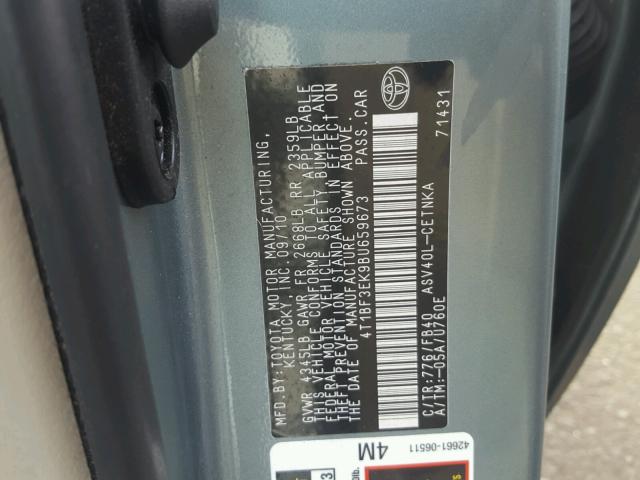 MFD BY:TOYOTA MOTOR MANUFACTURING,
KENTUCKY, INC. 09/10
GVWR 4345LB GAWR FR 2668LB RR 2359LB
THIS VEHICLE CONFORMS TO ALL APPLICABLE
FEDERAL MOTOR VEHICLE SAFETY, BUMPER, AND
THEFT PREVENTION STANDARDS IN EFFECT ON
THE DATE OF MANUFACTURE SHOWN ABOVE.
4T1BF3EK9BU659673 PASS.CAR
C/TR:776/FB40 ASV40L-CETNKA
A/TM:-05A/U760E 71431
42661-06511
4M